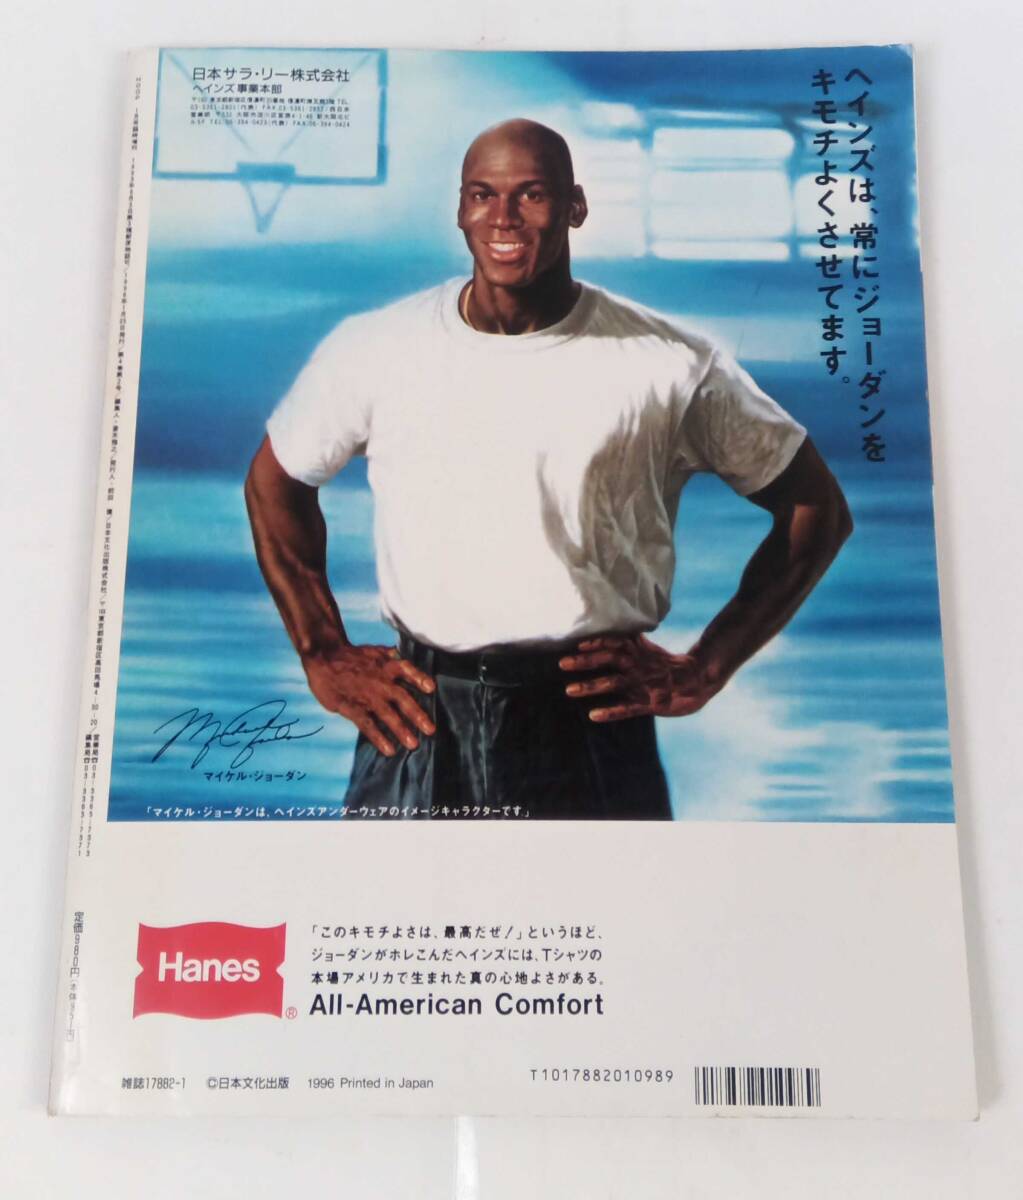 日本サラ・リー株式会社
ヘインズ事業本部
ヘインズは、常にジョーダンを
キモチよくさせてます。
マイケル・ジョーダン
「マイケル・ジョーダンは、ヘインズアンダーウェアのイメージキャラクターです。」
Hanes
®
「このキモチよさは、最高だぜ!」というほど、
ジョーダンがホレこんだヘインズには、Tシャツの
本場アメリカで生まれた真の心地よさがある。
All-American Comfort
定価980円
雑誌17882-1 ©日本文化出版 1996 Printed in Japan
T1017882010989